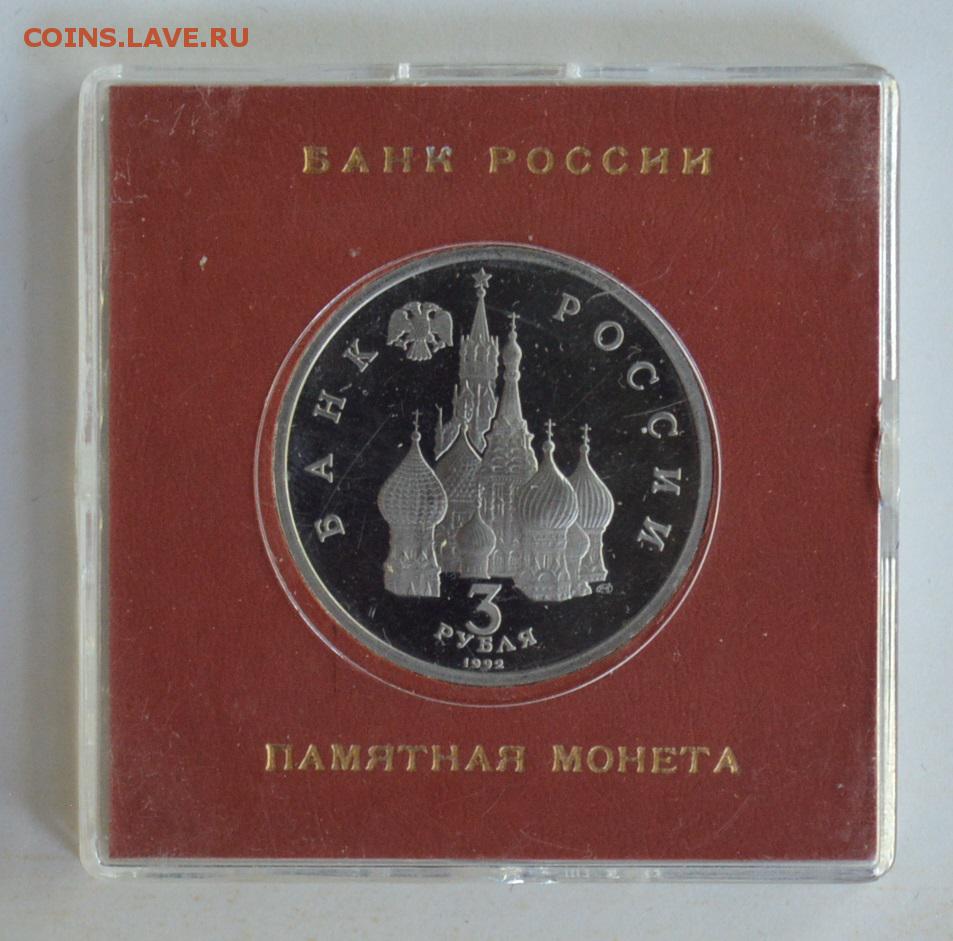 COINS.LAVE.RU
БАНК РОССИИ
БАНК РОССИИ
3
РУБЛЯ
1992
ПАМЯТНАЯ МОНЕТА